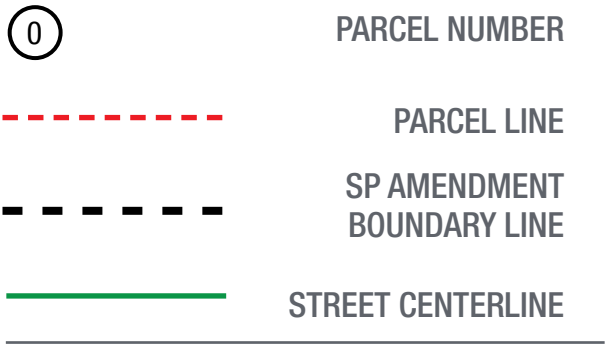 0 PARCEL NUMBER
PARCEL LINE
SP AMENDMENT
BOUNDARY LINE
STREET CENTERLINE